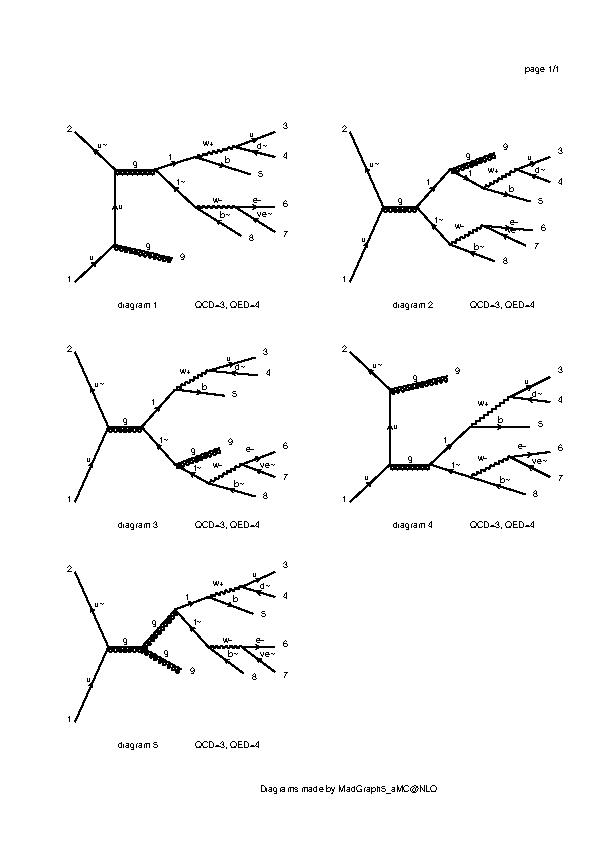 page 1/1
2
u~
g
t
w+
u
3
d~
4
b
5
t~
w-
e-
6
ve~
7
b~
8
u
g
9
u
1
diagram 1 QCD=3, QED=4
2
u~
g
9
t
t
w+
u
3
d~
4
b
5
g
t~
w-
e-
6
ve~
7
b~
8
u
1
diagram 2 QCD=3, QED=4
2
u~
w+
u
3
d~
4
t
b
5
g
t~
g
9
t~
w-
e-
6
ve~
7
b~
8
u
1
diagram 3 QCD=3, QED=4
2
u~
g
9
u
3
w+
d~
4
t
b
5
u
g
t~
w-
e-
6
ve~
7
b~
8
u
1
diagram 4 QCD=3, QED=4
2
u~
t
w+
u
3
d~
4
b
5
g
g
t~
w-
e-
6
ve~
7
b~
8
g
9
u
1
diagram 5 QCD=3, QED=4
Diagrams made by MadGraph5_aMC@NLO